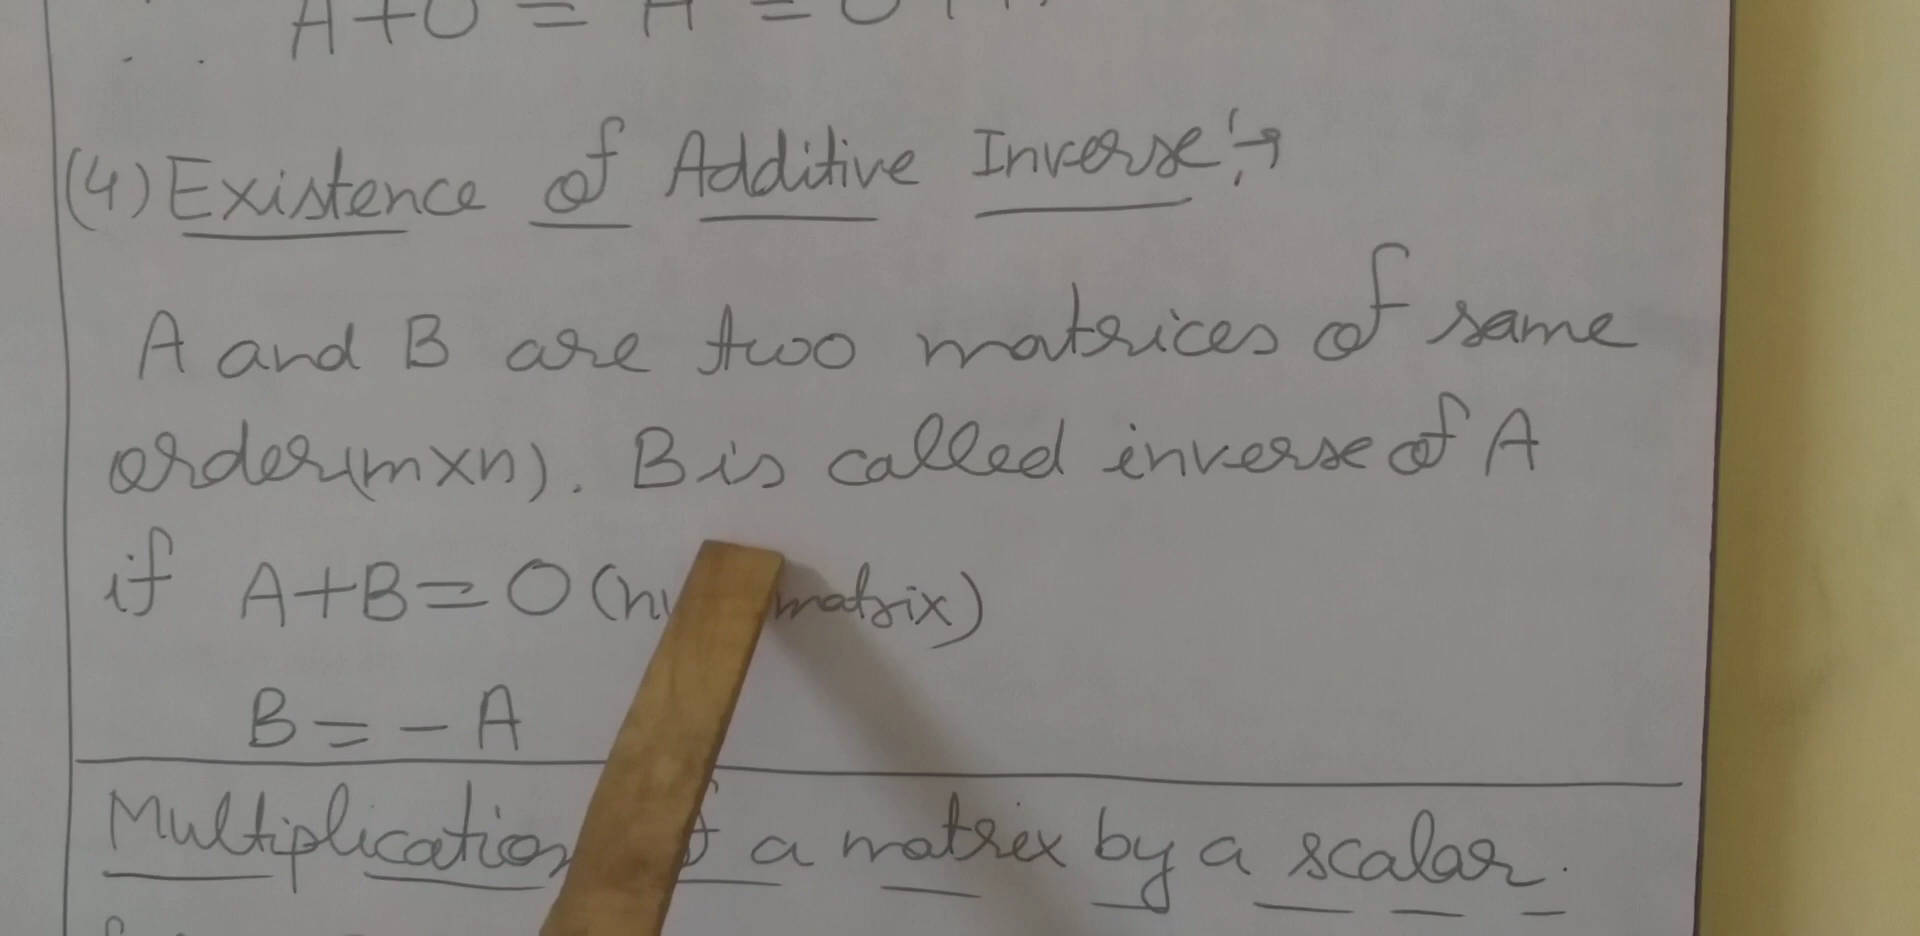 A+O = A = O
(4) Existence of Additive Inverse:→
A and B are two matrices of same
order(m×n). B is called inverse of A
if A+B=O ( matrix)
B = -A
Multiplication a matrix by a scalar.